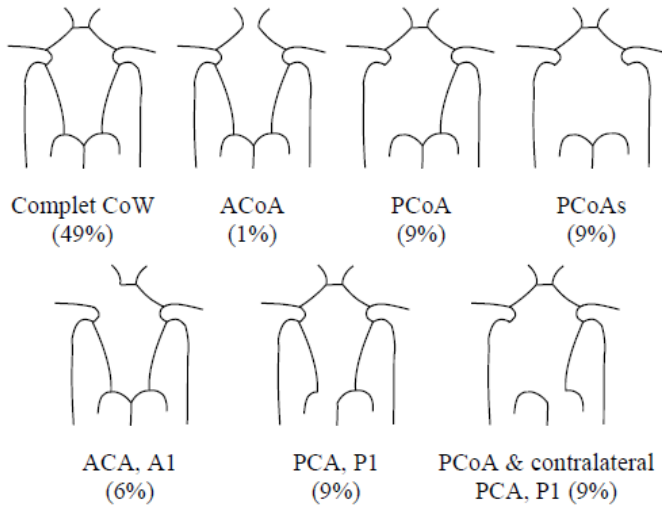 Complet CoW
(49%)
ACoA
(1%)
PCoA
(9%)
PCoAs
(9%)
ACA, A1
(6%)
PCA, P1
(9%)
PCoA & contralateral
PCA, P1 (9%)